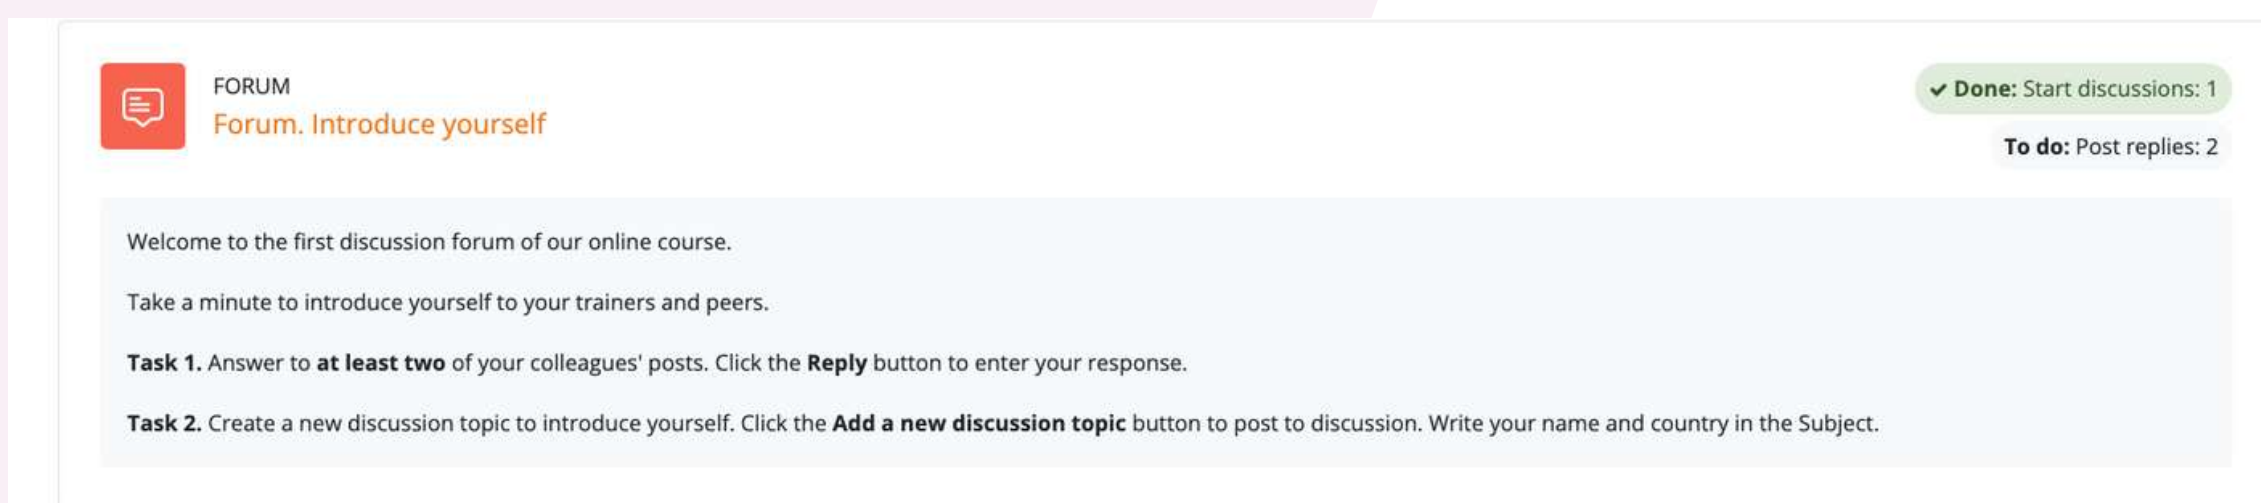 FORUM
Forum. Introduce yourself
✔ Done: Start discussions: 1
To do: Post replies: 2
Welcome to the first discussion forum of our online course.
Take a minute to introduce yourself to your trainers and peers.
Task 1. Answer to at least two of your colleagues' posts. Click the Reply button to enter your response.
Task 2. Create a new discussion topic to introduce yourself. Click the Add a new discussion topic button to post to discussion. Write your name and country in the Subject.